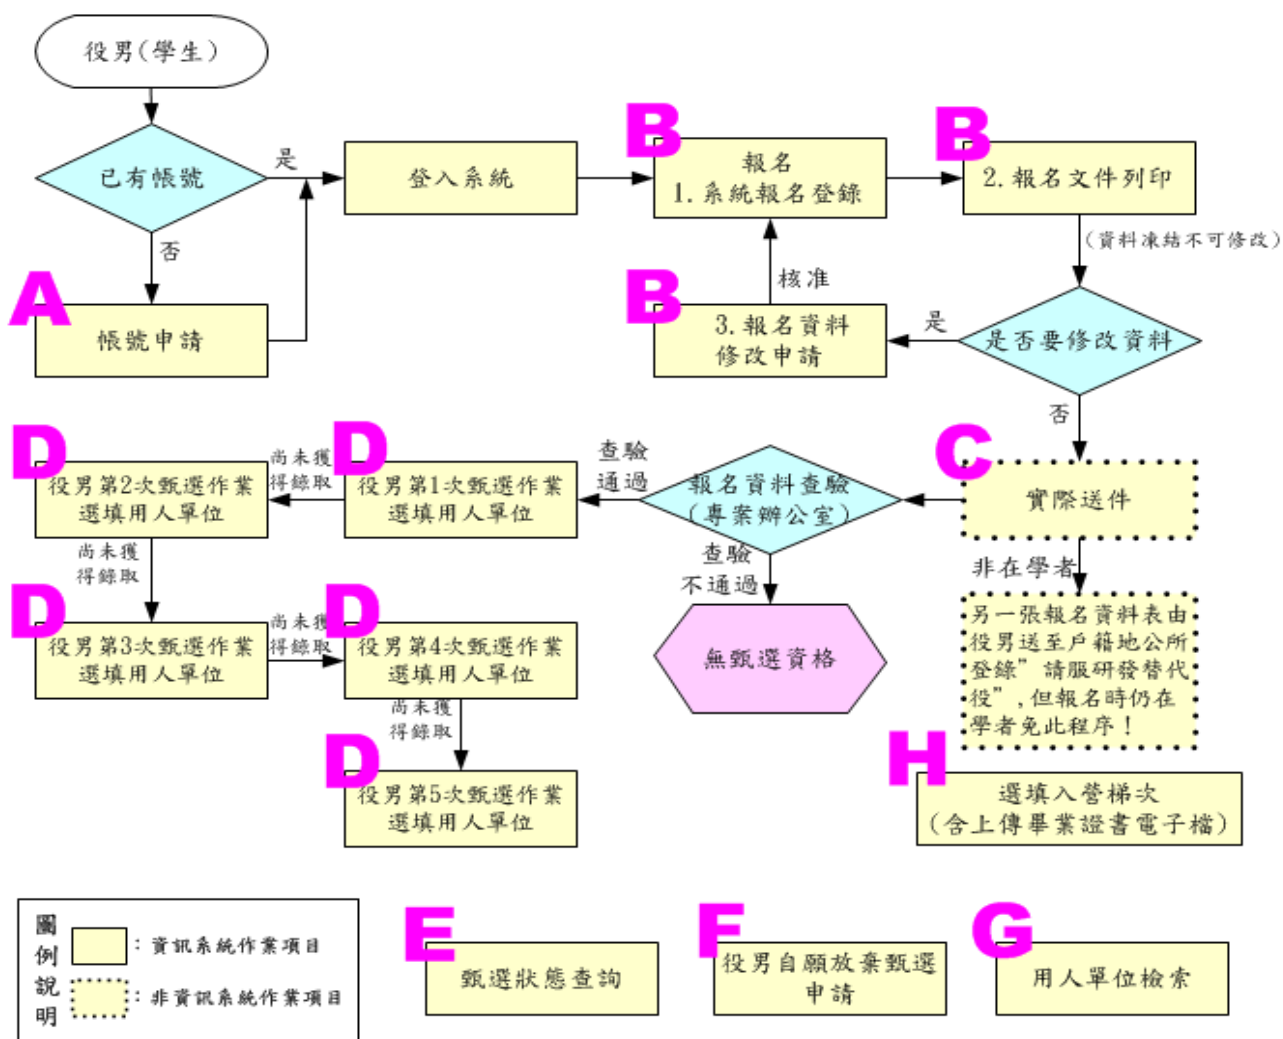 役男(學生)
已有帳號
是
否
A
帳號申請
登入系統
B
報名
1.系統報名登錄
B
2.報名文件列印
(資料凍結不可修改)
是否要修改資料
是
B
3.報名資料
修改申請
核准
否
C
實際送件
非在學者
另一張報名資料表由
役男送至戶籍地公所
登錄”請服研發替代
役”,但報名時仍在
學者免此程序!
報名資料查驗
(專案辦公室)
查驗
通過
查驗
不通過
無甄選資格
D
役男第1次甄選作業
選填用人單位
尚未獲
得錄取
D
役男第2次甄選作業
選填用人單位
尚未獲
得錄取
D
役男第3次甄選作業
選填用人單位
尚未獲
得錄取
D
役男第4次甄選作業
選填用人單位
尚未獲
得錄取
D
役男第5次甄選作業
選填用人單位
H
選填入營梯次
(含上傳畢業證書電子檔)
圖例說明
:資訊系統作業項目
:非資訊系統作業項目
E
甄選狀態查詢
F
役男自願放棄甄選
申請
G
用人單位檢索